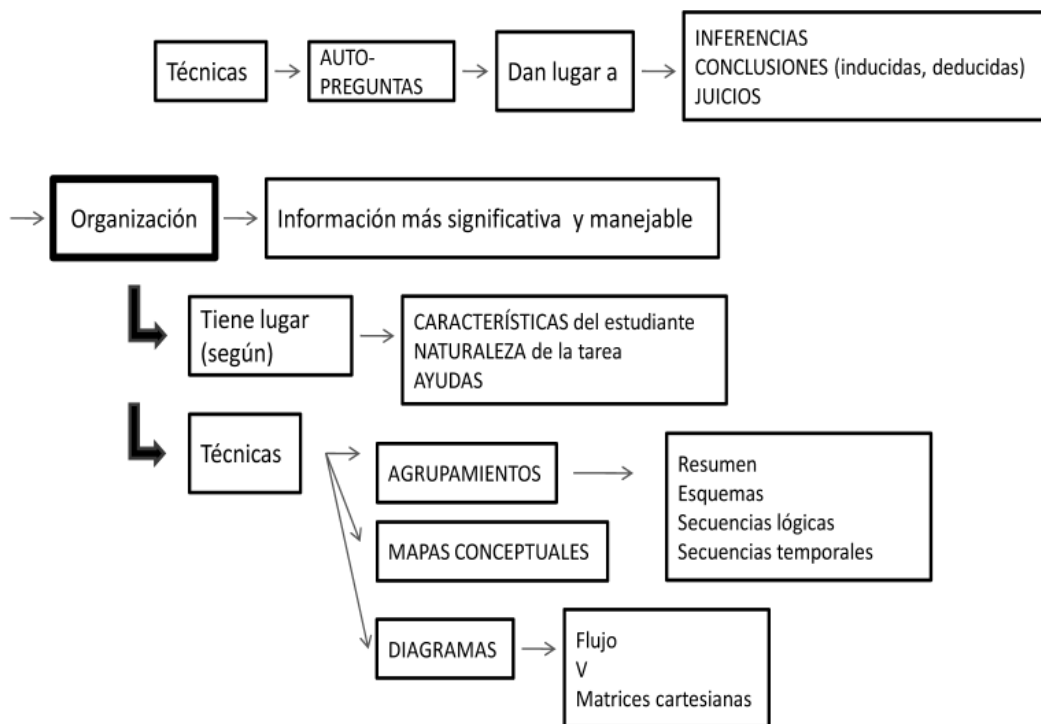 Técnicas
AUTO-
PREGUNTAS
Dan lugar a
INFERENCIAS
CONCLUSIONES (inducidas, deducidas)
JUICIOS
Organización
Información más significativa y manejable
Tiene lugar
(según)
CARACTERÍSTICAS del estudiante
NATURALEZA de la tarea
AYUDAS
Técnicas
AGRUPAMIENTOS
Resumen
Esquemas
Secuencias lógicas
Secuencias temporales
MAPAS CONCEPTUALES
DIAGRAMAS
Flujo
V
Matrices cartesianas